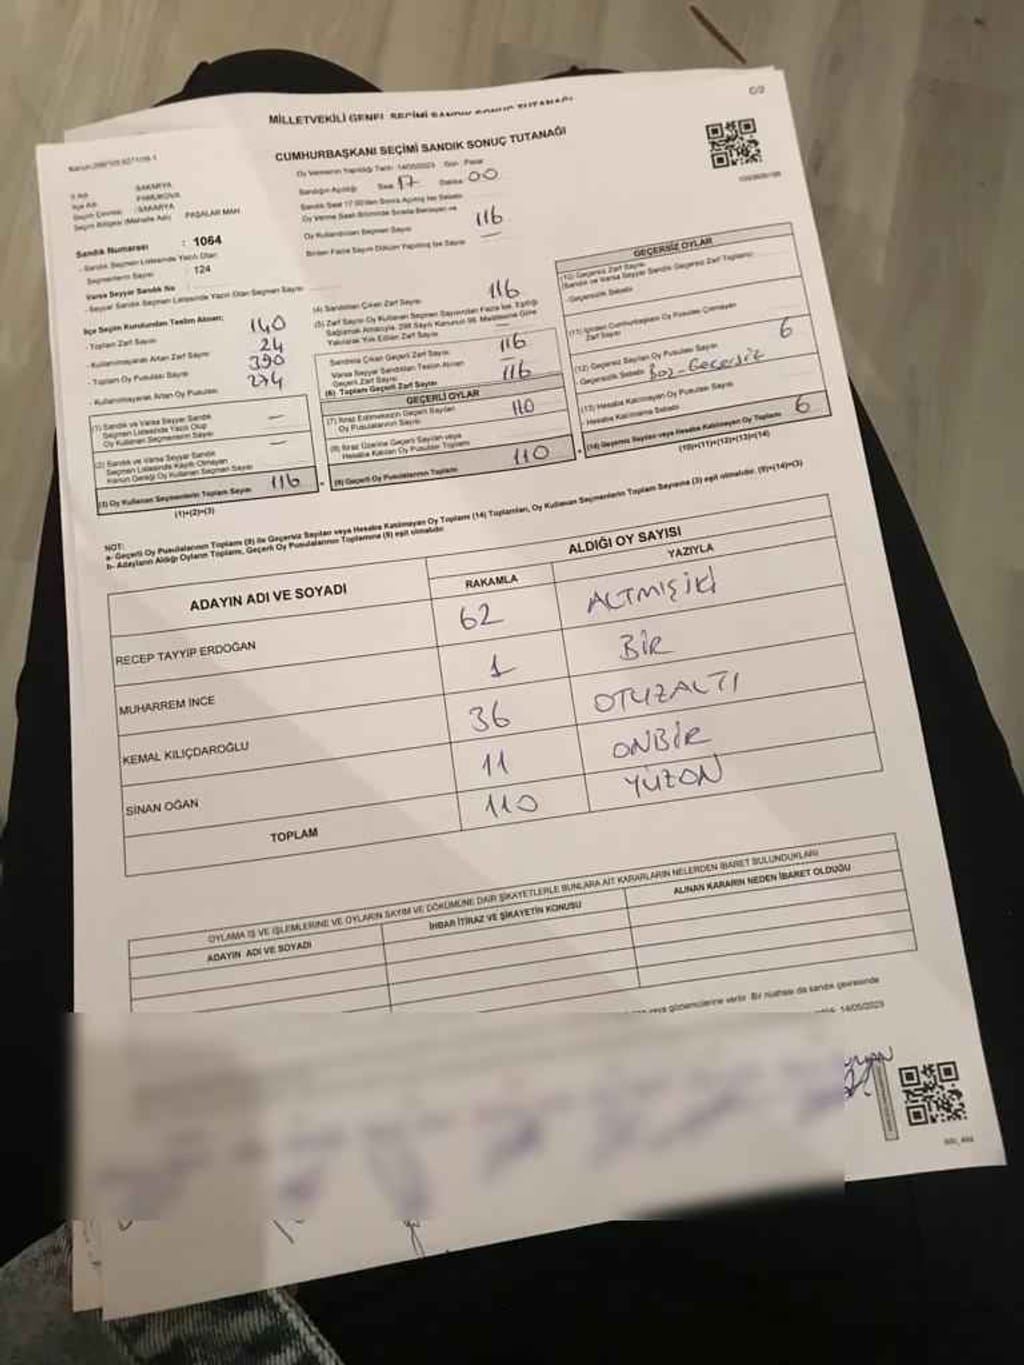 C/2
MİLLETVEKİLİ GENEL SEÇİMİ SANDIK SONUÇ TUTANAĞI
CUMHURBAŞKANI SEÇİMİ SANDIK SONUÇ TUTANAĞI
Oy Vermenin Yapıldığı Tarih: 14/05/2023 Gün: Pazar
Sandığın Açıldığı Saat 17 Dakika 00
Sandık Saat 17.00'den Sonra Açılmış İse Sebebi
Oy Verme Saati Bitiminde Sırada Bekleyen ve
Oy Kullandırılan Seçmen Sayısı 116
Birden Fazla Sayım Döküm Yapılmış İse Sayısı —
İl Adı : SAKARYA
İlçe Adı : PAMUKOVA
Seçim Çevresi : SAKARYA
Seçim Bölgesi (Mahalle Adı) PAŞALAR MAH
Sandık Numarası : 1064
- Sandık Seçmen Listesinde Yazılı Olan
Seçmenlerin Sayısı : 124
Varsa Seyyar Sandık No :
- Seyyar Sandık Seçmen Listesinde Yazılı Olan Seçmen Sayısı:
İlçe Seçim Kurulundan Teslim Alınan:
- Toplam Zarf Sayısı 140
- Kullanılmayarak Artan Zarf Sayısı 24
- Toplam Oy Pusulası Sayısı 390
- Kullanılmayarak Artan Oy Pusulası 274
(1) Sandık ve Varsa Seyyar Sandık
Seçmen Listesinde Yazılı Olup
Oy Kullanan Seçmenlerin Sayısı —
(2) Sandık ve Varsa Seyyar Sandık
Seçmen Listesinde Kayıtlı Olmayan
Kanun Gereği Oy Kullanan Seçmen Sayısı —
(3) Oy Kullanan Seçmenlerin Toplam Sayısı 116
(1)+(2)=(3)
(4) Sandıktan Çıkan Zarf Sayısı 116
(5) Zarf Sayısı Oy Kullanan Seçmen Sayısından Fazla İse, Eşitliği
Sağlamak Amacıyla, 298 Sayılı Kanunun 98. Maddesine Göre
Yakılarak Yok Edilen Zarf Sayısı —
Sandıkta Çıkan Geçerli Zarf Sayısı 116
Varsa Seyyar Sandıktan Teslim Alınan
Geçerli Zarf Sayısı —
(6) Toplam Geçerli Zarf Sayısı 116
GEÇERLİ OYLAR
(7) İtiraz Edilmeksizin Geçerli Sayılan
Oy Pusulalarının Sayısı 110
(8) İtiraz Üzerine Geçerli Sayılan veya
Hesaba Katılan Oy Pusulası Toplamı
(9) Geçerli Oy Pusulalarının Toplamı 110
GEÇERSİZ OYLAR
(10) Geçersiz Zarf Sayısı
(Sandık ve Varsa Seyyar Sandık Geçersiz Zarf Toplamı)
- Geçersizlik Sebebi
(11) İçinden Cumhurbaşkanı Oy Pusulası Çıkmayan
Zarf Sayısı
(12) Geçersiz Sayılan Oy Pusulası Sayısı 6
- Geçersizlik Sebebi Boş-Geçersiz
(13) Hesaba Katılmayan Oy Pusulası Sayısı
- Hesaba Katılmama Sebebi
(14) Geçersiz Sayılan veya Hesaba Katılmayan Oy Toplamı 6
(10)+(11)+(12)+(13)=(14)
NOT:
a- Geçerli Oy Pusulalarının Toplamı (9) ile Geçersiz Sayılan veya Hesaba Katılmayan Oy Toplamı (14) Toplamları, Oy Kullanan Seçmenlerin Toplam Sayısına (3) eşit olmalıdır. (9)+(14)=(3)
b- Adayların Aldığı Oyların Toplamı, Geçerli Oy Pusulalarının Toplamına (9) eşit olmalıdır.
ADAYIN ADI VE SOYADI
ALDIĞI OY SAYISI
RAKAMLA YAZIYLA
RECEP TAYYİP ERDOĞAN 62 ALTMIŞİKİ
MUHARREM İNCE 1 BİR
KEMAL KILIÇDAROĞLU 36 OTUZALTI
SİNAN OĞAN 11 ONBİR
TOPLAM 110 YÜZON
OYLAMA İŞ VE İŞLEMLERİNE VE OYLARIN SAYIM VE DÖKÜMÜNE DAİR ŞİKAYETLERLE BUNLARA AİT KARARLARIN NELERDEN İBARET BULUNDUKLARI
ADAYIN ADI VE SOYADI İHBAR İTİRAZ VE ŞİKAYETİN KONUSU ALINAN KARARIN NEDEN İBARET OLDUĞU
veya gözlemcilerine verilir. Bir nüshası da sandık çevresinde
14/05/2023